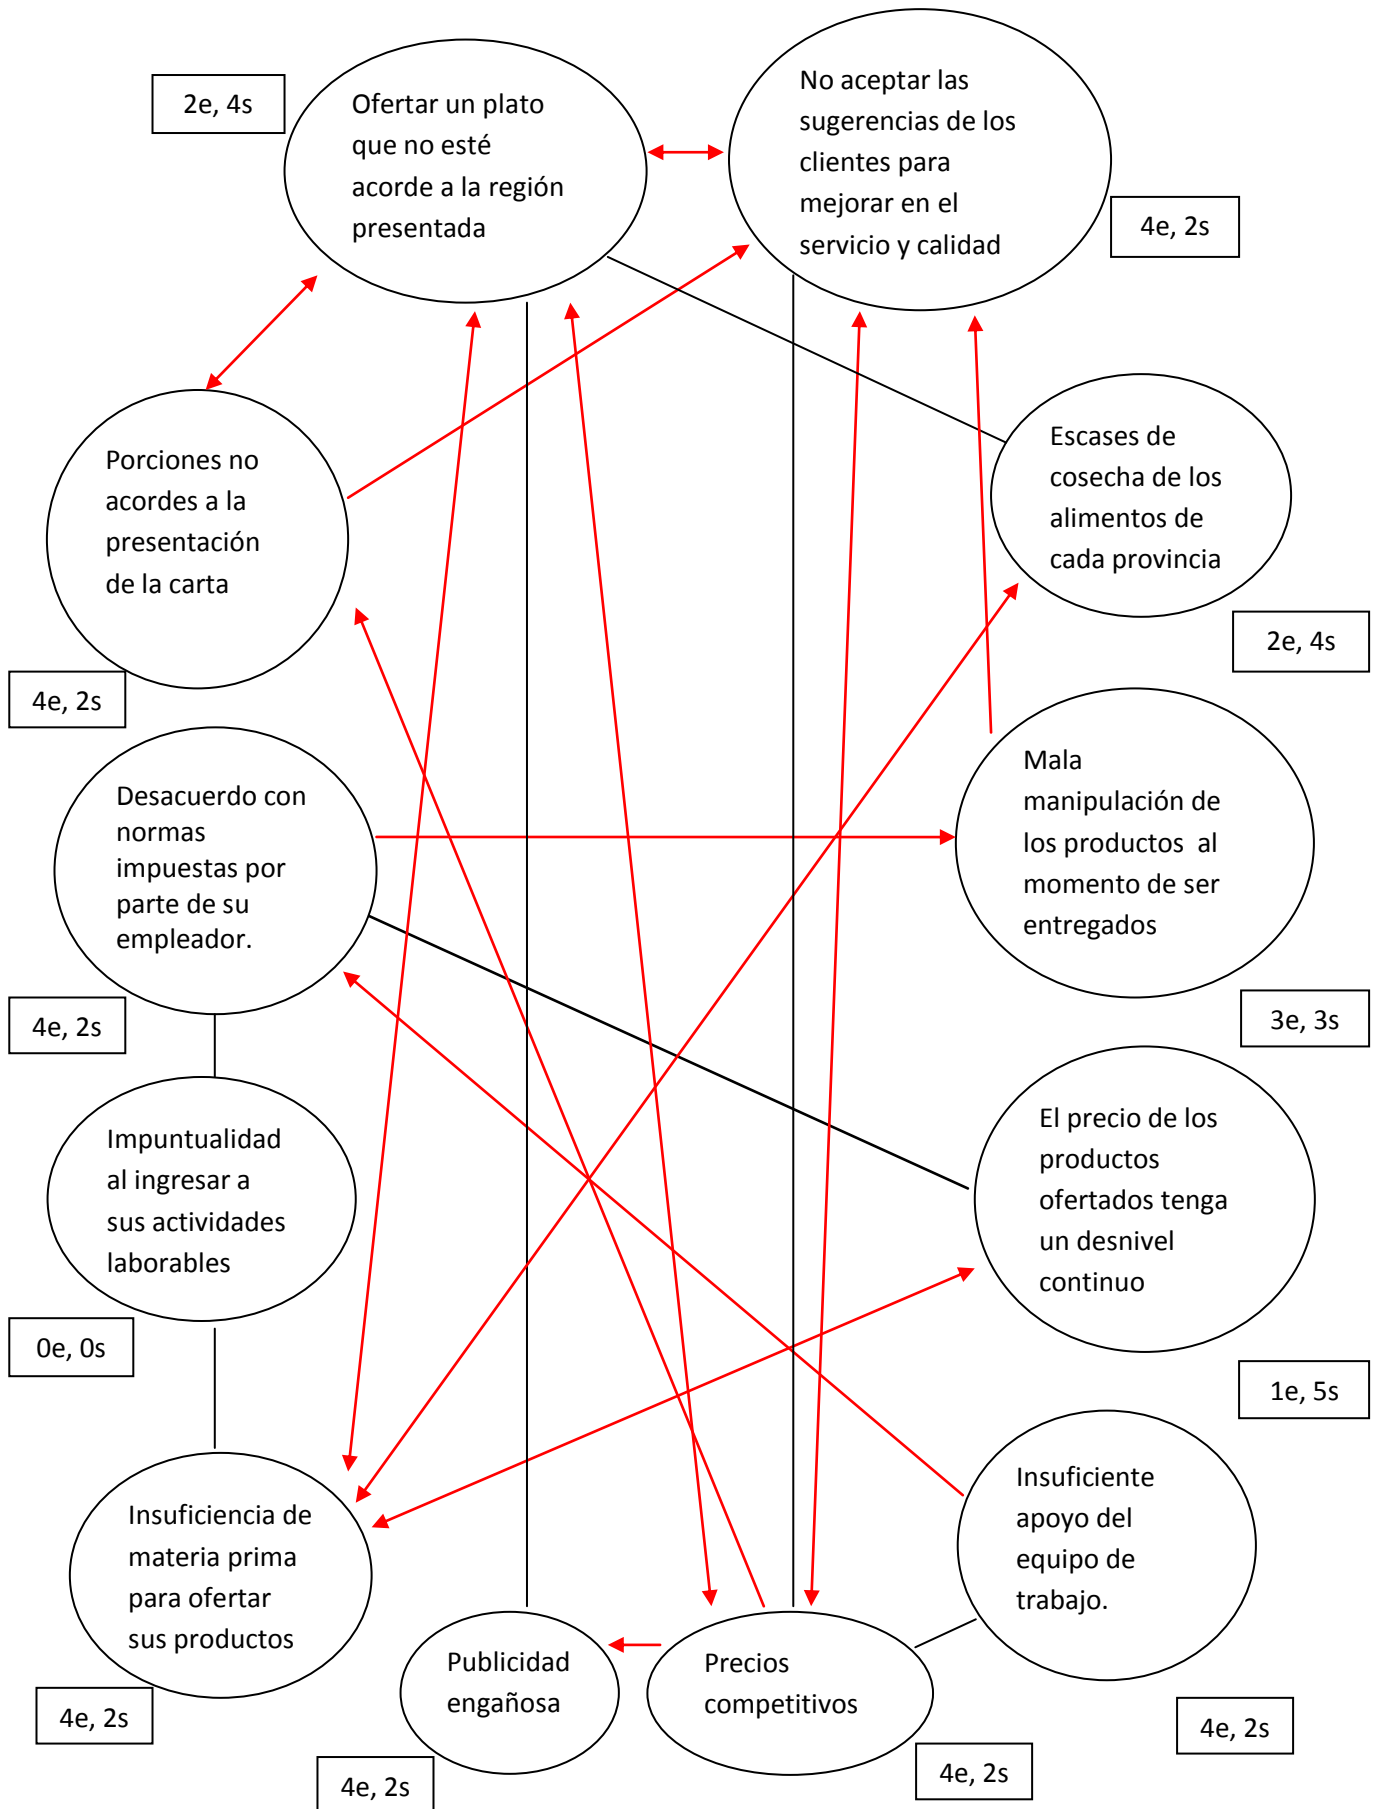 2e, 4s
Ofertar un plato
que no esté
acorde a la región
presentada
No aceptar las
sugerencias de los
clientes para
mejorar en el
servicio y calidad
4e, 2s
Porciones no
acordes a la
presentación
de la carta
4e, 2s
Escases de
cosecha de los
alimentos de
cada provincia
2e, 4s
Desacuerdo con
normas
impuestas por
parte de su
empleador.
4e, 2s
Mala
manipulación de
los productos al
momento de ser
entregados
3e, 3s
Impuntualidad
al ingresar a
sus actividades
laborables
0e, 0s
El precio de los
productos
ofertados tenga
un desnivel
continuo
1e, 5s
Insuficiencia de
materia prima
para ofertar
sus productos
4e, 2s
Publicidad
engañosa
4e, 2s
Precios
competitivos
4e, 2s
Insuficiente
apoyo del
equipo de
trabajo.
4e, 2s